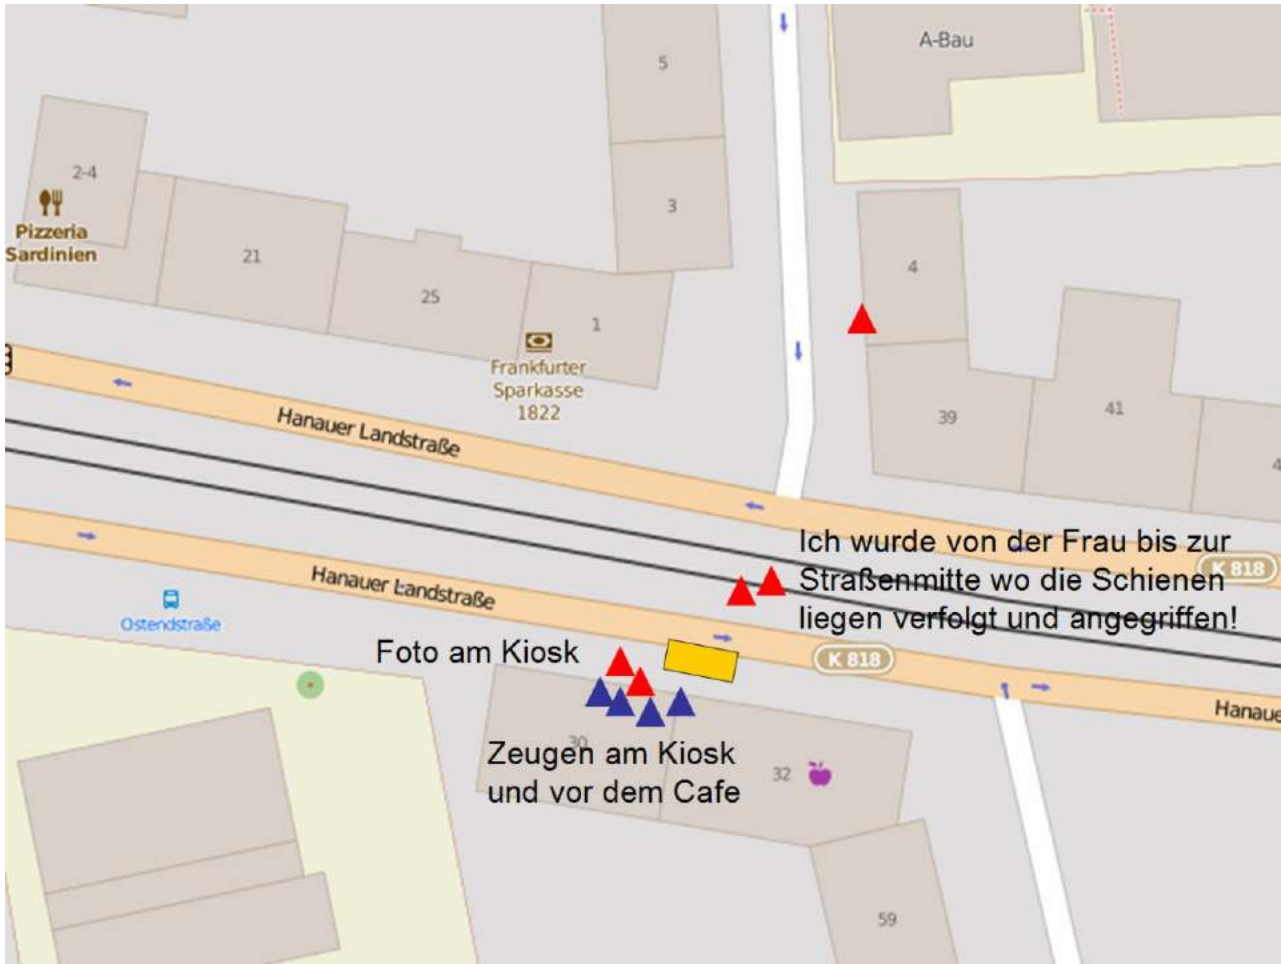 A-Bau
5
2-4
3
Pizzeria
Sardinien
21
4
25
1
Frankfurter
Sparkasse
1822
39
41
4
Hanauer Landstraße
Ich wurde von der Frau bis zur
Straßenmitte wo die Schienen
liegen verfolgt und angegriffen!
K 818
Hanauer Landstraße
Ostendstraße
Foto am Kiosk
K 818
Hanaue
30
Zeugen am Kiosk
und vor dem Cafe
32
59